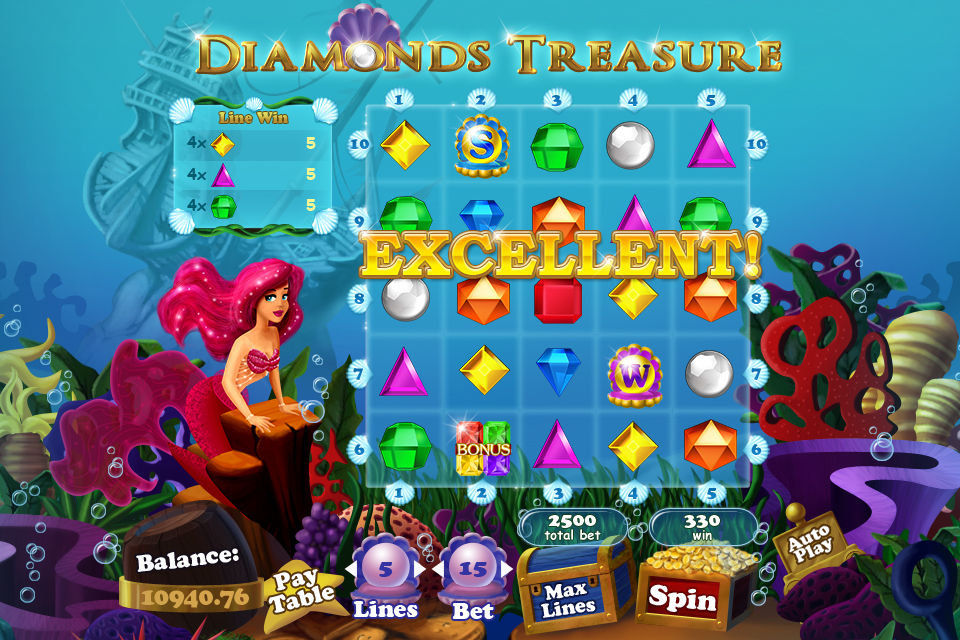 DIAMONDS TREASURE
Line Win
4x 5
4x 5
4x 5
1 2 3 4 5
10 S 10
9 9
EXCELLENT!
8 8
7 W 7
6 BONUS 6
1 2 3 4 5
2500
total bet
330
win
Balance:
10940.76
Pay
Table
5
Lines
15
Bet
Max
Lines
Spin
Auto
Play